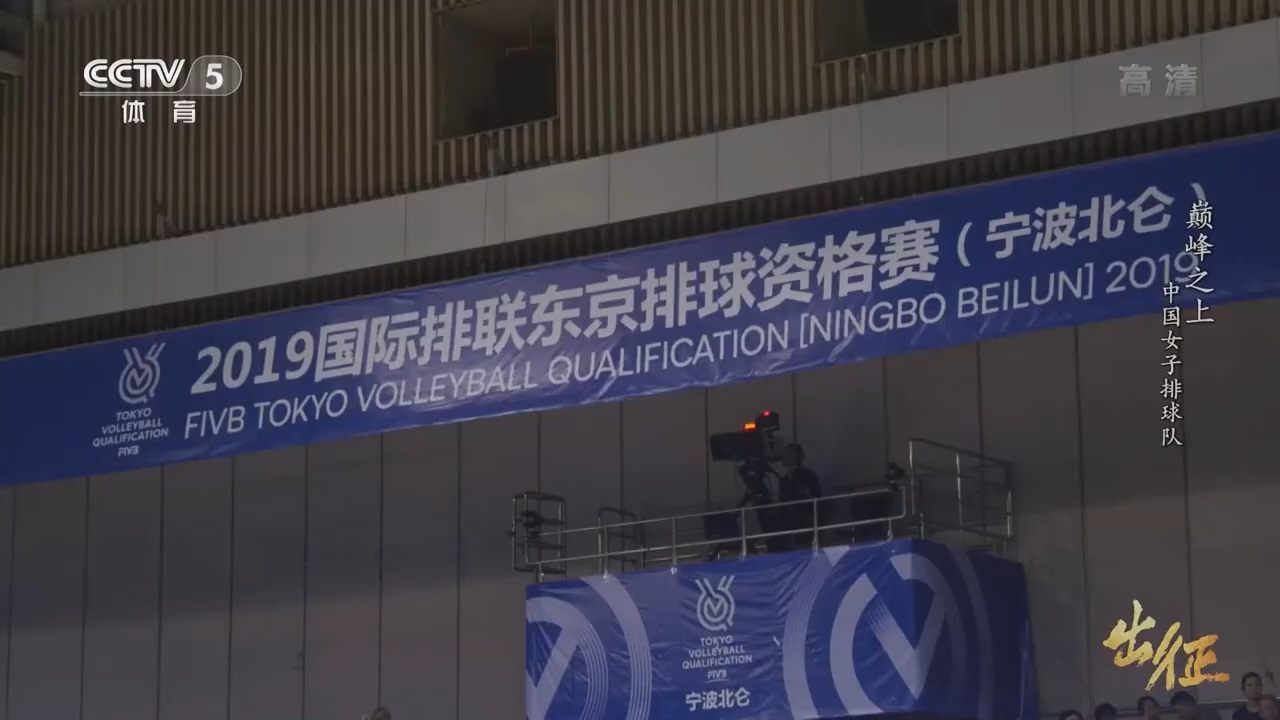 CCTV 5
体育
高清
2019国际排联东京排球资格赛(宁波北仑)
FIVB TOKYO VOLLEYBALL QUALIFICATION [NINGBO BEILUN] 2019
TOKYO
VOLLEYBALL
QUALIFICATION
FIVB
巅峰之上
中国女子排球队
TOKYO
VOLLEYBALL
QUALIFICATION
FIVB
宁波北仑
出征